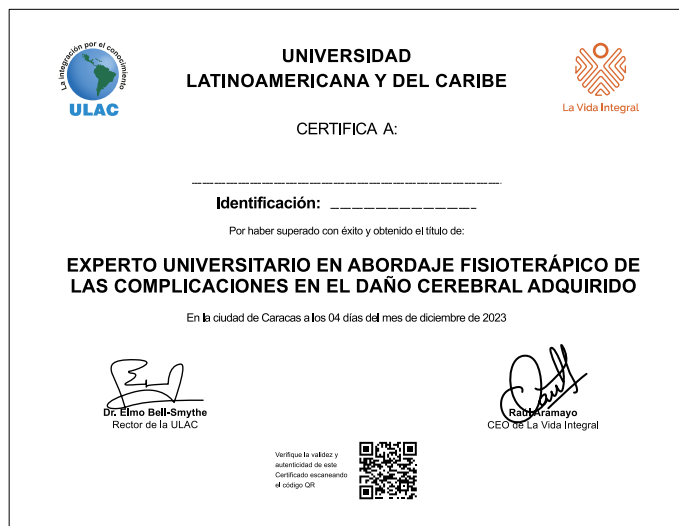 La integración por el conocimiento
ULAC
UNIVERSIDAD
LATINOAMERICANA Y DEL CARIBE
La Vida Integral
CERTIFICA A:
Identificación:
Por haber superado con éxito y obtenido el título de:
EXPERTO UNIVERSITARIO EN ABORDAJE FISIOTERÁPICO DE
LAS COMPLICACIONES EN EL DAÑO CEREBRAL ADQUIRIDO
En la ciudad de Caracas a los 04 días del mes de diciembre de 2023
Dr. Elmo Bell-Smythe
Rector de la ULAC
Raúl Aramayo
CEO de La Vida Integral
Verifique la validez y
autenticidad de este
Certificado escaneando
el código QR